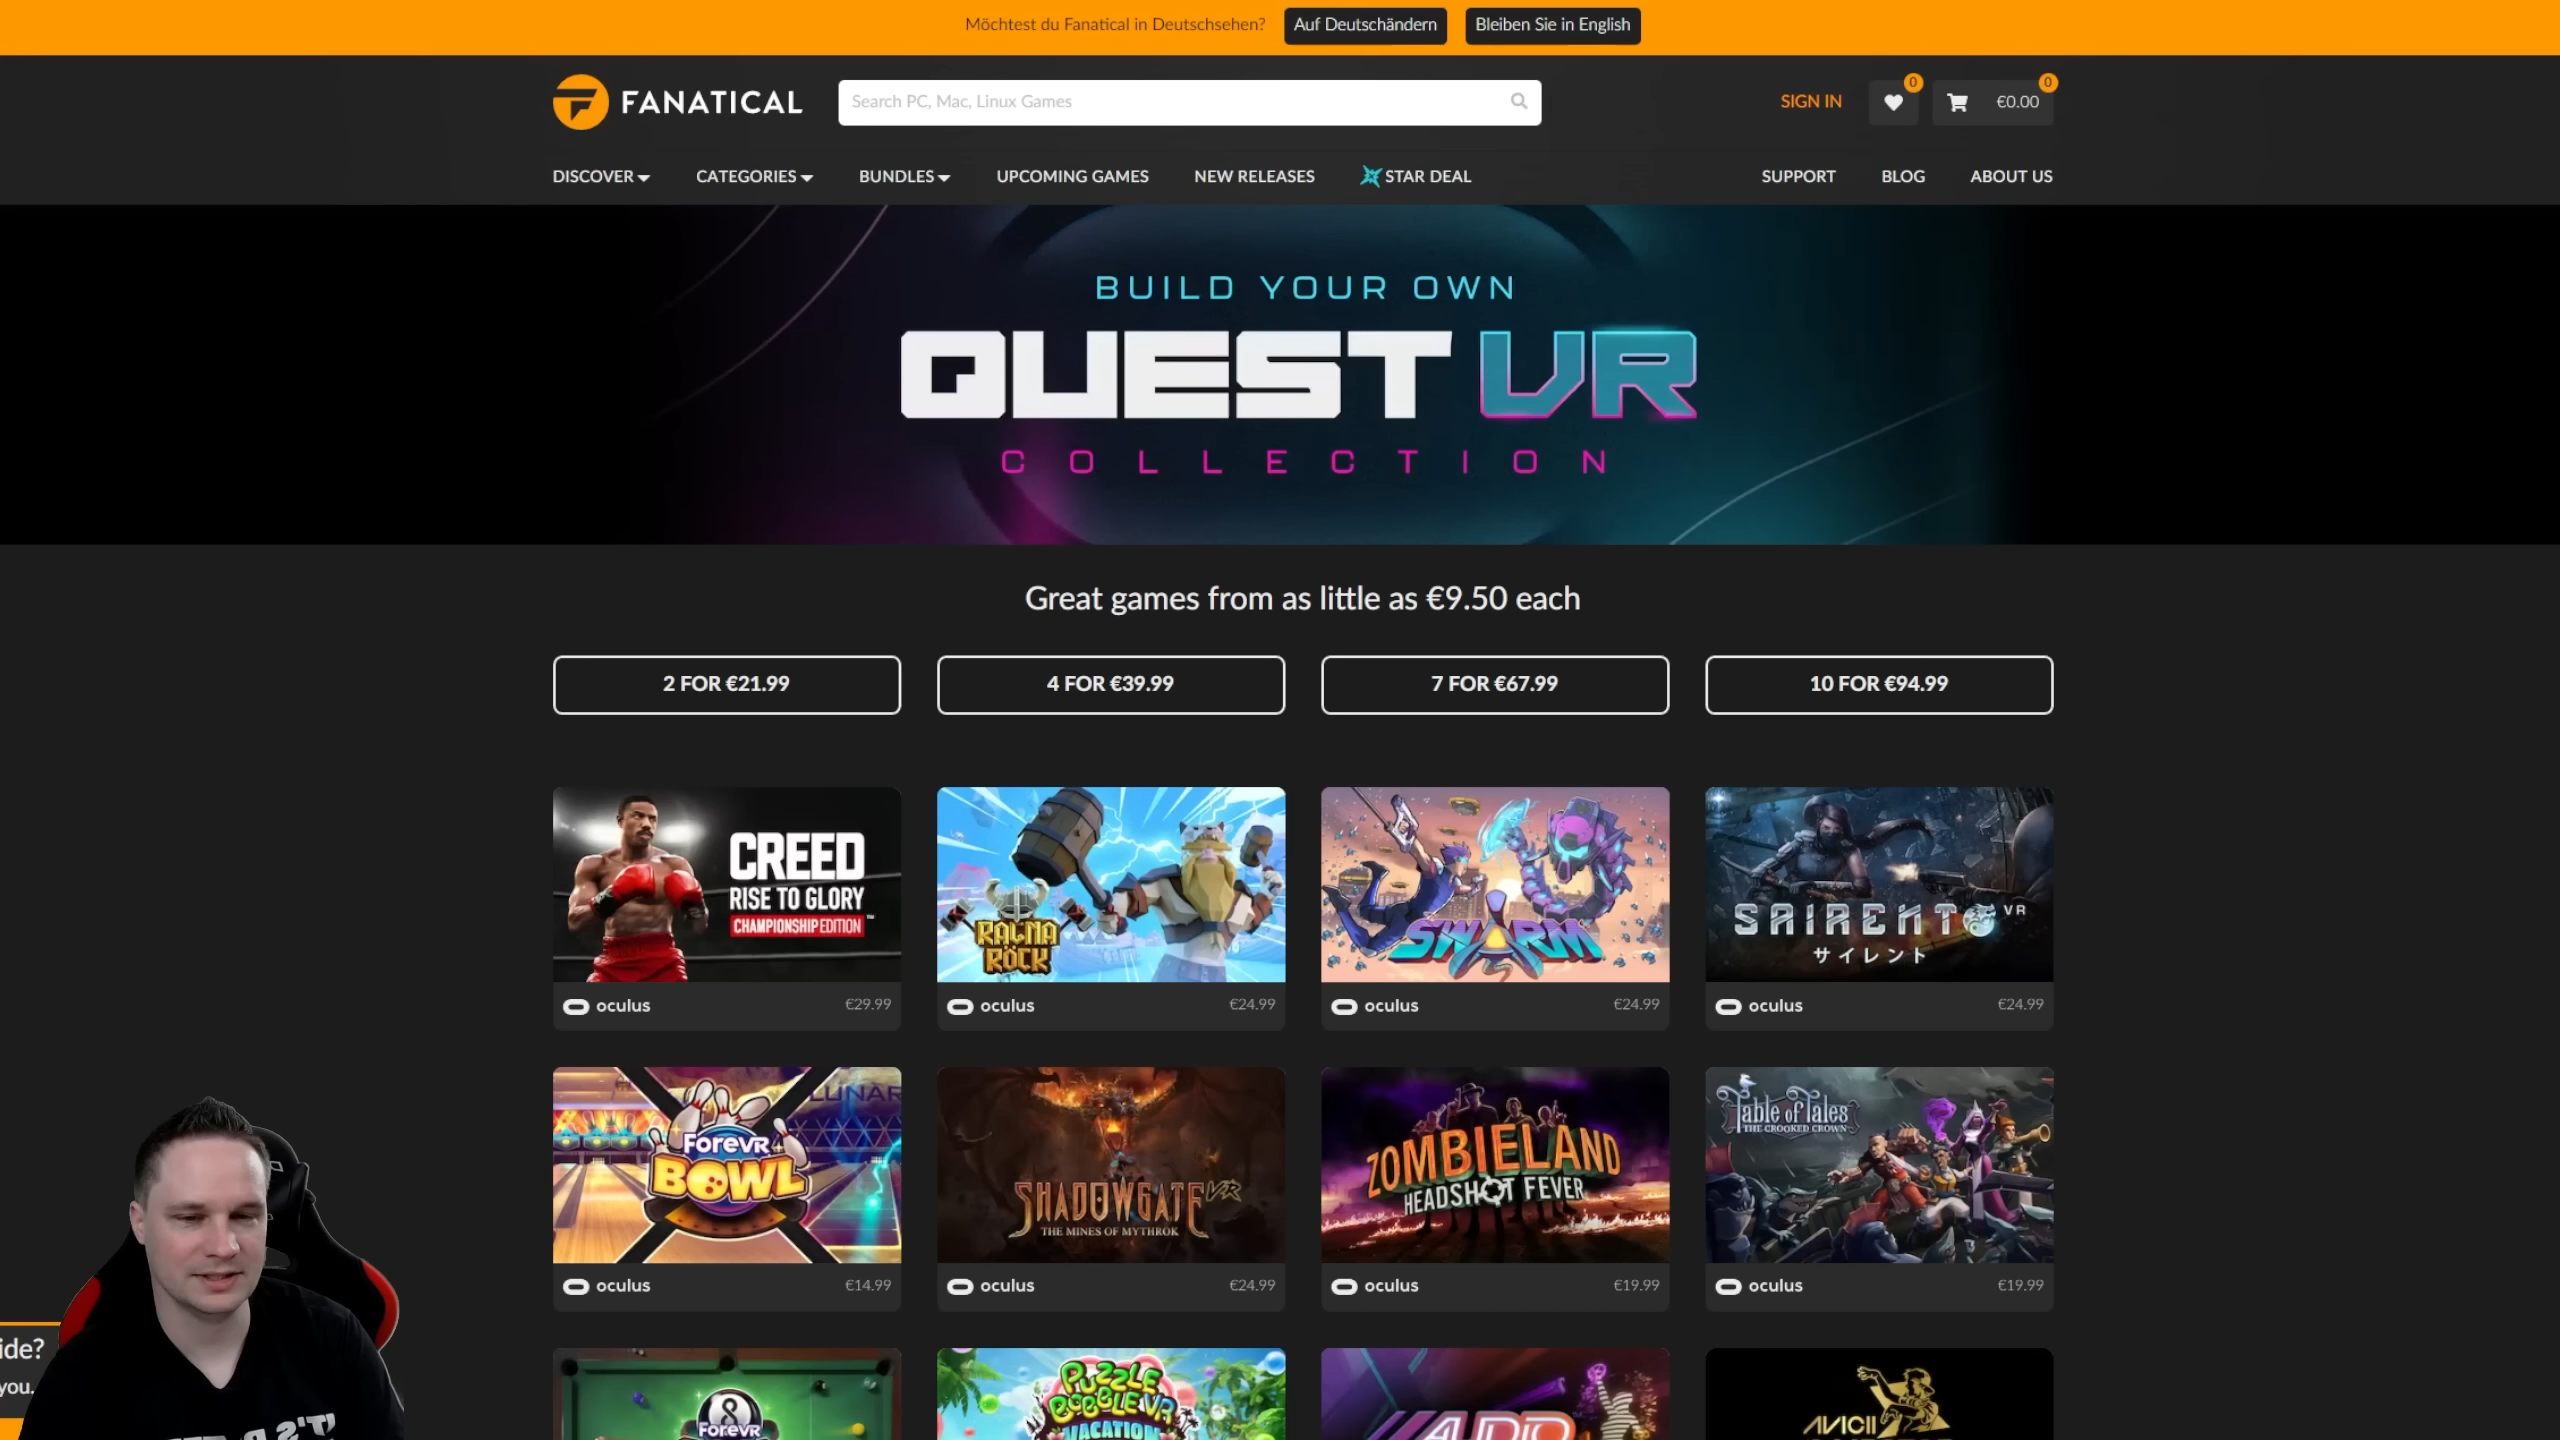 Möchtest du Fanatical in Deutschsehen? Auf Deutschändern Bleiben Sie in English
FANATICAL Search PC, Mac, Linux Games SIGN IN 0 €0.00 0
DISCOVER CATEGORIES BUNDLES UPCOMING GAMES NEW RELEASES STAR DEAL SUPPORT BLOG ABOUT US
BUILD YOUR OWN
QUEST VR
COLLECTION
Great games from as little as €9.50 each
2 FOR €21.99 4 FOR €39.99 7 FOR €67.99 10 FOR €94.99
CREED
RISE TO GLORY
CHAMPIONSHIP EDITION™
RAGNA
RÖCK
SWARM
SAIRENTO VR
サイレント
oculus €29.99 oculus €24.99 oculus €24.99 oculus €24.99
LUNAR
ForeVR
BOWL
SHADOWGATE VR
THE MINES OF MYTHROK
ZOMBIELAND
HEADSHOT FEVER
Table of Tales
THE CROOKED CROWN
oculus €14.99 oculus €24.99 oculus €19.99 oculus €19.99
8
ForeVR
PUZZLE
BOBBLE VR
VACATION
AVICII
ide?
you.
IT'S